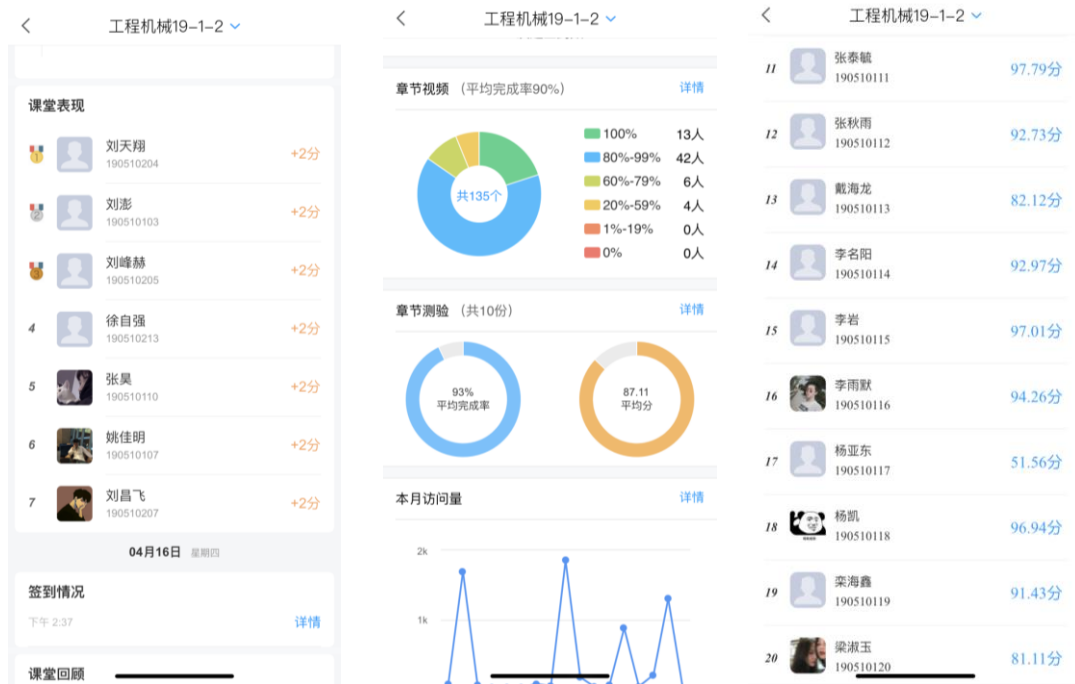 工程机械19-1-2
课堂表现
1
刘天翔
190510204
+2分
2
刘澎
190510103
+2分
3
刘峰赫
190510205
+2分
4
徐自强
190510213
+2分
5
张昊
190510110
+2分
6
姚佳明
190510107
+2分
7
刘昌飞
190510207
+2分
04月16日 星期四
签到情况
下午 2:37
详情
课堂回顾
工程机械19-1-2
章节视频 (平均完成率90%)
详情
共135个
100% 13人
80%-99% 42人
60%-79% 6人
20%-59% 4人
1%-19% 0人
0% 0人
章节测验 (共10份)
详情
93%
平均完成率
87.11
平均分
本月访问量
详情
2k
1k
工程机械19-1-2
11
张泰毓
190510111
97.79分
12
张秋雨
190510112
92.73分
13
戴海龙
190510113
82.12分
14
李名阳
190510114
92.97分
15
李岩
190510115
97.01分
16
李雨默
190510116
94.26分
17
杨亚东
190510117
51.56分
18
杨凯
190510118
96.94分
19
栾海鑫
190510119
91.43分
20
梁淑玉
190510120
81.11分